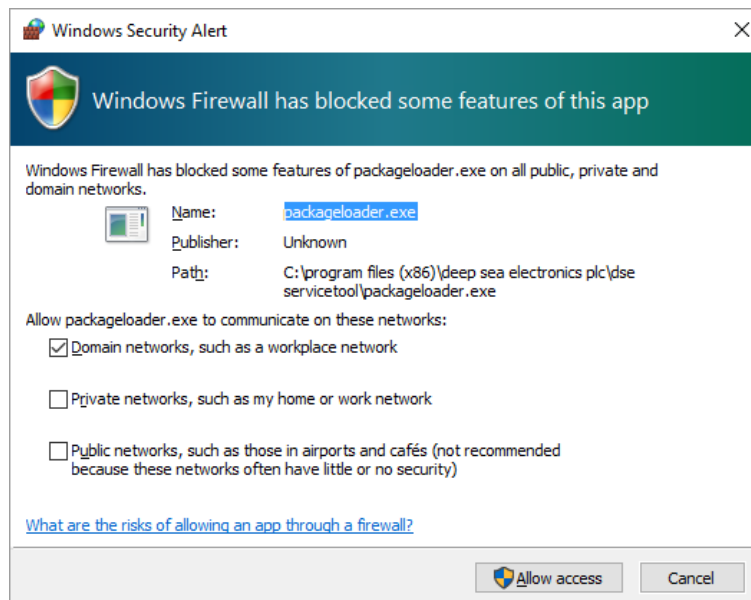 Windows Security Alert
Windows Firewall has blocked some features of this app
Windows Firewall has blocked some features of packageloader.exe on all public, private and
domain networks.
Name: packageloader.exe
Publisher: Unknown
Path: C:\program files (x86)\deep sea electronics plc\dse
servicetool\packageloader.exe
Allow packageloader.exe to communicate on these networks:
Domain networks, such as a workplace network
Private networks, such as my home or work network
Public networks, such as those in airports and cafés (not recommended
because these networks often have little or no security)
What are the risks of allowing an app through a firewall?
Allow access Cancel